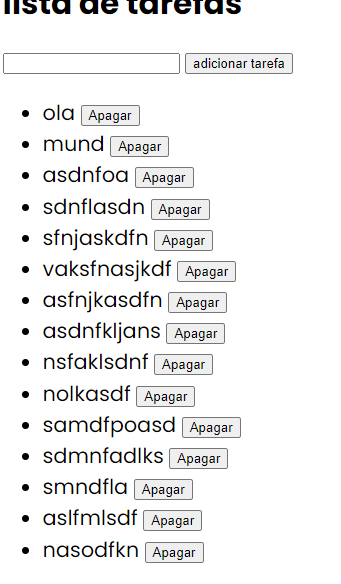 lista de tarefas
adicionar tarefa
ola Apagar
mund Apagar
asdnfoa Apagar
sdnflasdn Apagar
sfnjaskdfn Apagar
vaksfnasjkdf Apagar
asfnjkasdfn Apagar
asdnfkljans Apagar
nsfaklsdnf Apagar
nolkasdf Apagar
samdfpoasd Apagar
sdmnfadlks Apagar
smndfla Apagar
aslfmlsdf Apagar
nasodfkn Apagar